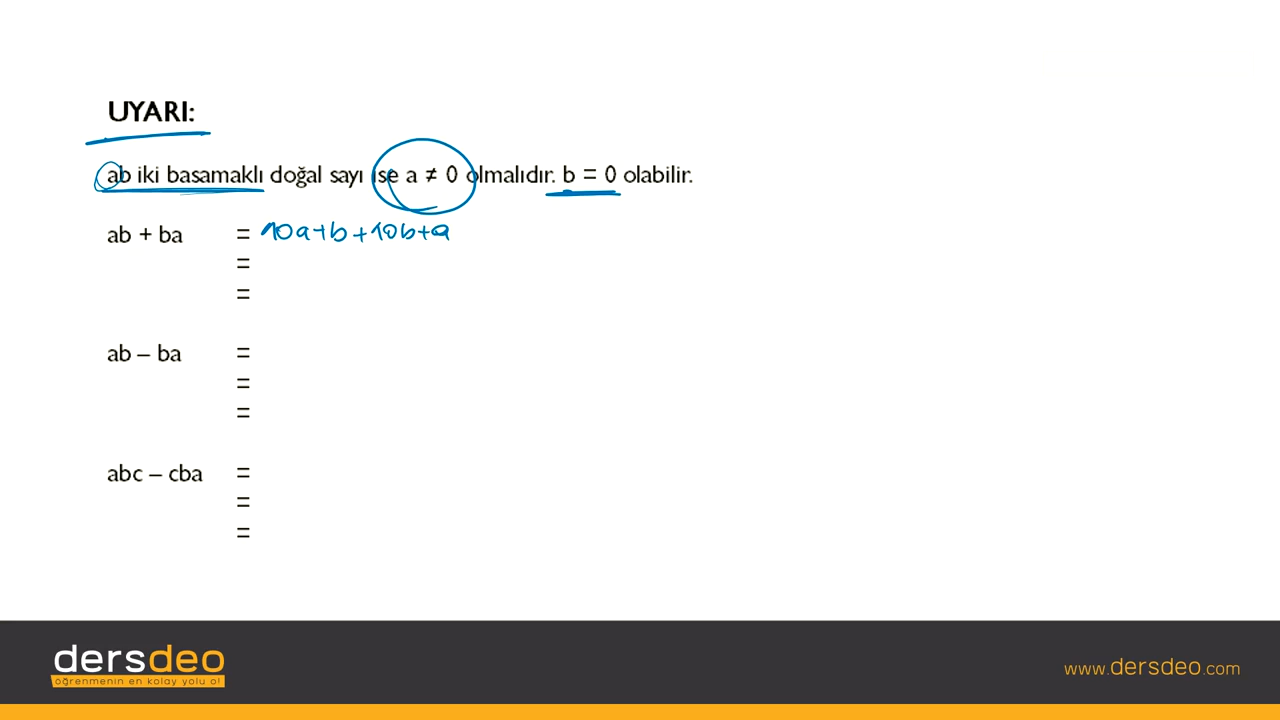 UYARI:
ab iki basamaklı doğal sayı ise a ≠ 0 olmalıdır. b = 0 olabilir.
ab + ba = 10a+b+10b+a
=
=
ab – ba =
=
=
abc – cba =
=
=
dersdeo
öğrenmenin en kolay yolu o!
www.dersdeo.com